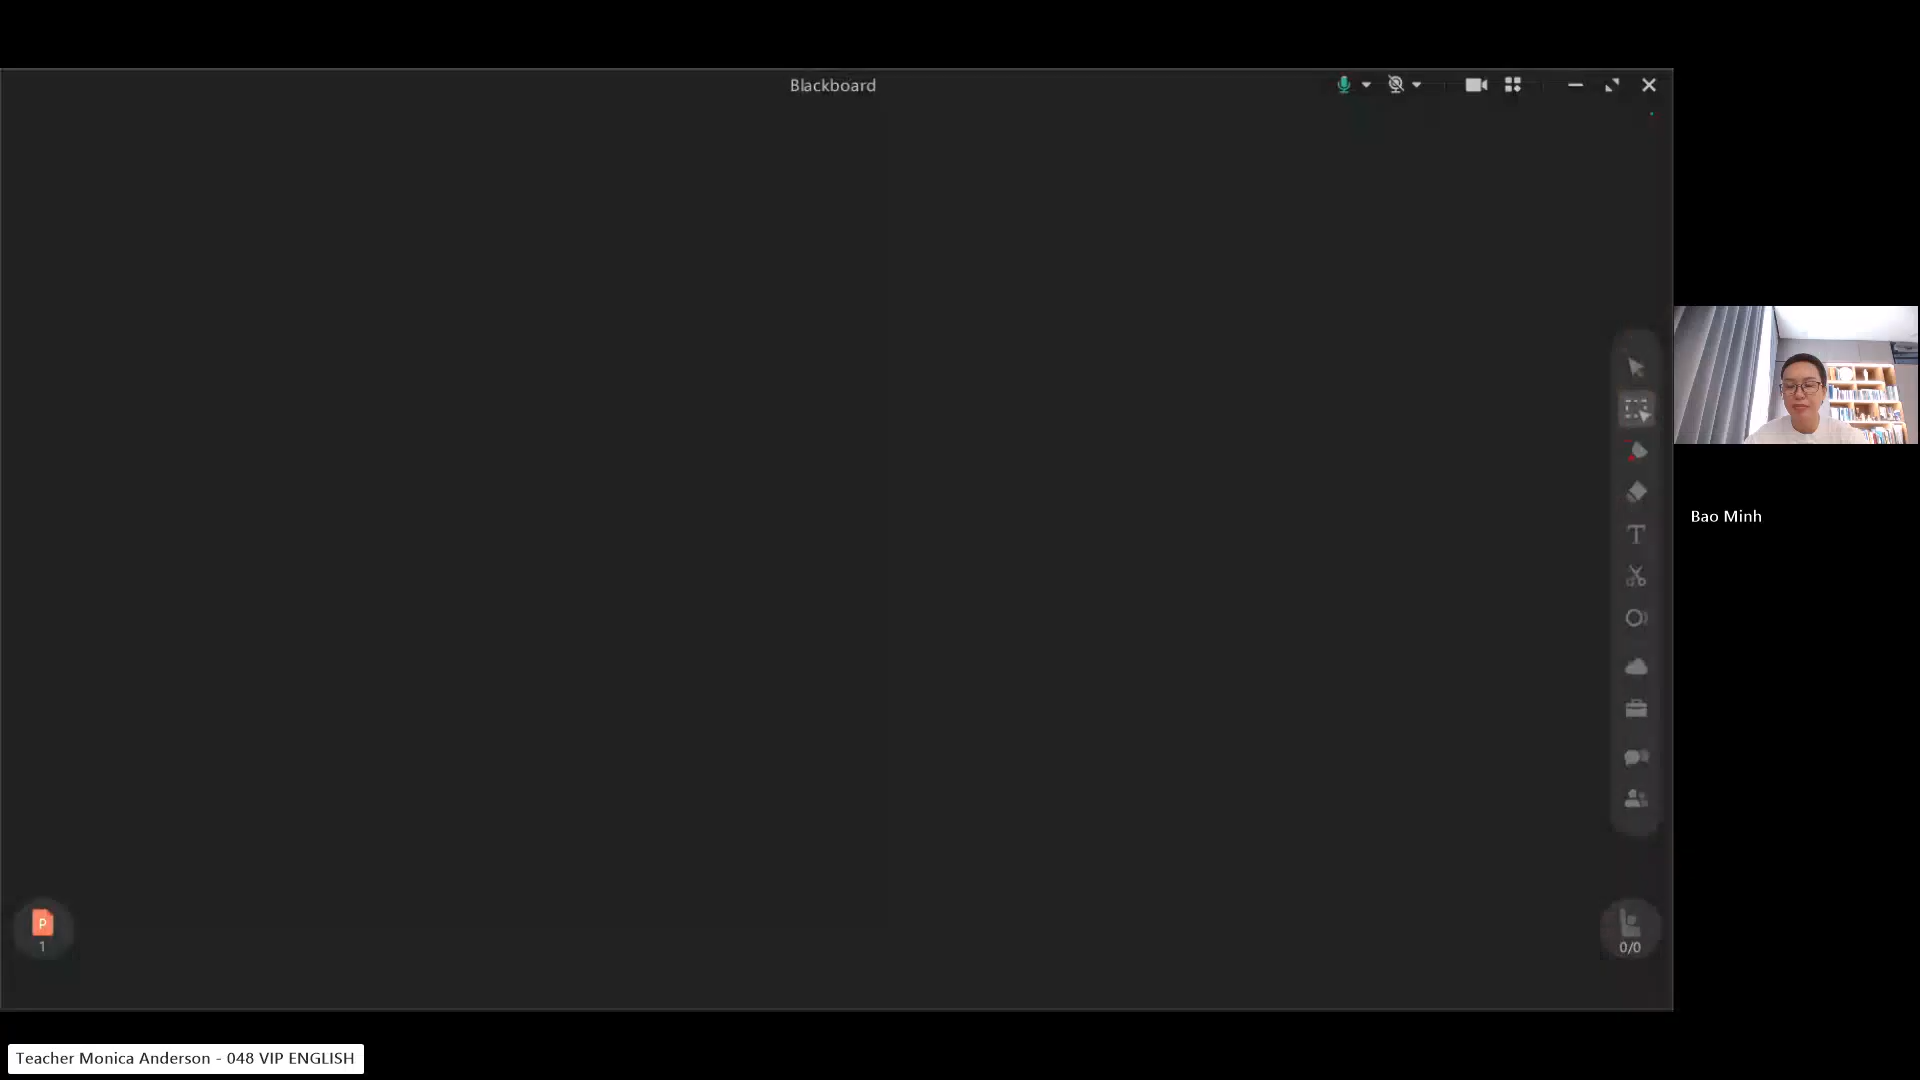 Blackboard
Bao Minh
T
P
1
0/0
Teacher Monica Anderson - 048 VIP ENGLISH